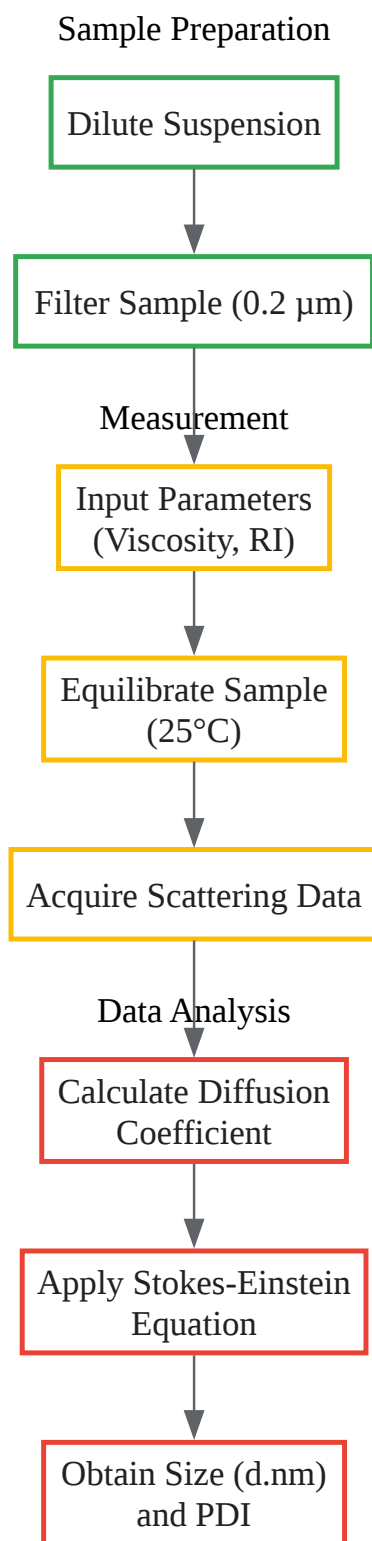 Sample Preparation
Dilute Suspension
Filter Sample (0.2 µm)
Measurement
Input Parameters
(Viscosity, RI)
Equilibrate Sample
(25°C)
Acquire Scattering Data
Data Analysis
Calculate Diffusion
Coefficient
Apply Stokes-Einstein
Equation
Obtain Size (d.nm)
and PDI